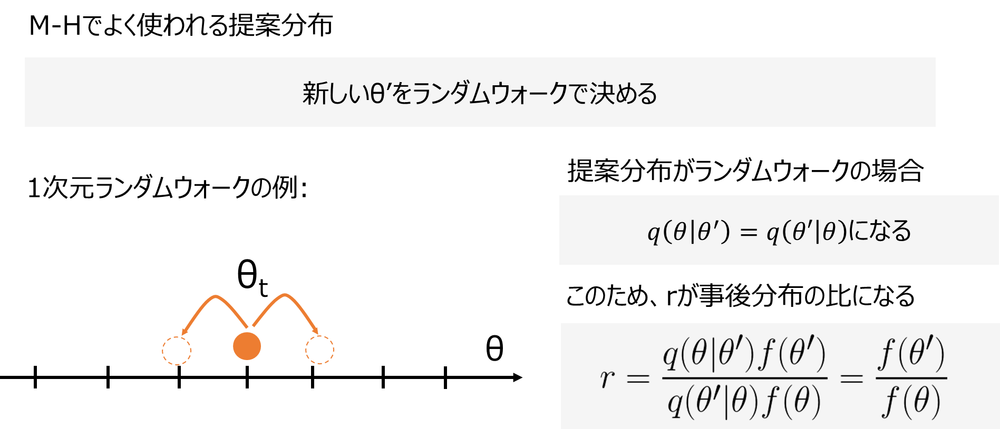 M-Hでよく使われる提案分布
新しいθ′をランダムウォークで決める
1次元ランダムウォークの例:
θt
θ
提案分布がランダムウォークの場合
q(θ|θ′) = q(θ′|θ)になる
このため、rが事後分布の比になる
r = q(θ|θ′)f(θ′) / q(θ′|θ)f(θ) = f(θ′) / f(θ)